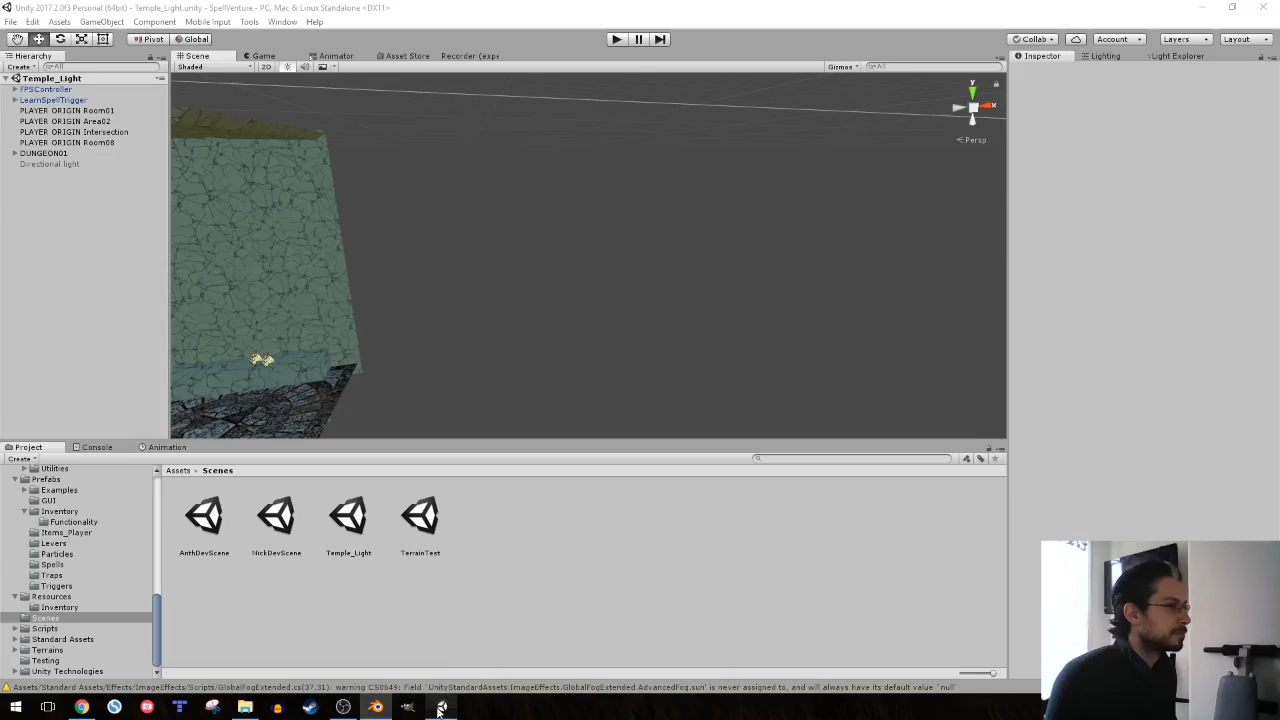 Unity 2017.2.0f3 Personal (64bit) - Temple_Light.unity - SpellVenture - PC, Mac & Linux Standalone <DX11>
File Edit Assets GameObject Component Mobile Input Tools Window Help
Pivot Global Collab Account Layers Layout
Hierarchy Scene Game Animator Asset Store Recorder (expe Inspector Lighting Light Explorer
Create All Shaded 2D Gizmos All
Temple_Light
FPSController
LearnSpellTrigger
PLAYER ORIGIN Room01
PLAYER ORIGIN Area02
PLAYER ORIGIN Intersection
PLAYER ORIGIN Room08
DUNGEON01
Directional light
y
x
Persp
Project Console Animation
Create
Assets Scenes
Utilities
Prefabs
Examples
GUI
Inventory
Functionality
Items_Player
Levers
Particles
Spells
Traps
Triggers
Resources
Inventory
Scenes
Scripts
Standard Assets
Terrains
Testing
Unity Technologies
AnthDevScene NickDevScene Temple_Light TerrainTest
Assets/Standard Assets/Effects/ImageEffects/Scripts/GlobalFogExtended.cs(37,31): warning CS0649: Field `UnityStandardAssets.ImageEffects.GlobalFogExtended.AdvancedFog.sun' is never assigned to, and will always have its default value `null'